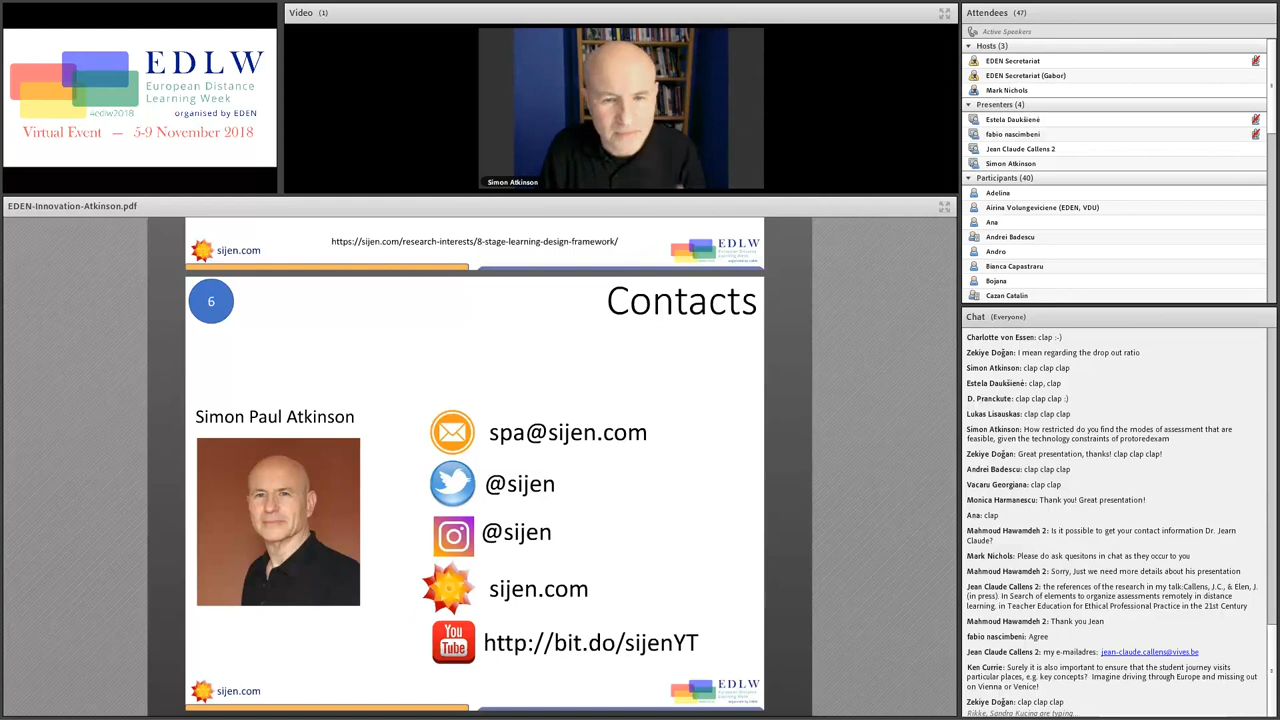 EDLW
European Distance
Learning Week
#edlw2018
organised by EDEN
Virtual Event — 5-9 November 2018
Video (1)
Simon Atkinson
EDEN-Innovation-Atkinson.pdf
sijen.com
https://sijen.com/research-interests/8-stage-learning-design-framework/
EDLW
6
Contacts
Simon Paul Atkinson
spa@sijen.com
@sijen
@sijen
sijen.com
You
Tube
http://bit.do/sijenYT
sijen.com
EDLW
Attendees (47)
Active Speakers
Hosts (3)
EDEN Secretariat
EDEN Secretariat (Gabor)
Mark Nichols
Presenters (4)
Estela Daukšienė
fabio nascimbeni
Jean Claude Callens 2
Simon Atkinson
Participants (40)
Adelina
Airina Volungeviciene (EDEN, VDU)
Ana
Andrei Badescu
Andro
Bianca Capastraru
Bojana
Cazan Catalin
Chat (Everyone)
Charlotte von Essen: clap :-)
Zekiye Doğan: I mean regarding the drop out ratio
Simon Atkinson: clap clap clap
Estela Daukšienė: clap, clap
D. Pranckute: clap clap clap :)
Lukas Lisauskas: clap clap clap
Simon Atkinson: How restricted do you find the modes of assessment that are
feasible, given the technology constraints of protoredexam
Zekiye Doğan: Great presentation, thanks! clap clap clap!
Andrei Badescu: clap clap clap
Vacaru Georgiana: clap clap
Monica Harmanescu: Thank you! Great presentation!
Ana: clap
Mahmoud Hawamdeh 2: Is it possible to get your contact information Dr. Jearn
Claude?
Mark Nichols: Please do ask quesitons in chat as they occur to you
Mahmoud Hawamdeh 2: Sorry, Just we need more details about his presentation
Jean Claude Callens 2: the references of the research in my talk:Callens, J.C., & Elen, J.
(in press). In Search of elements to organize assessments remotely in distance
learning. in Teacher Education for Ethical Professional Practice in the 21st Century
Mahmoud Hawamdeh 2: Thank you Jean
fabio nascimbeni: Agree
Jean Claude Callens 2: my e-mailadres: jean-claude.callens@vives.be
Ken Currie: Surely it is also important to ensure that the student journey visits
particular places, e.g. key concepts? Imagine driving through Europe and missing out
on Vienna or Venice!
Zekiye Doğan: clap clap clap
Rikke, Sandra Kucina are typing...